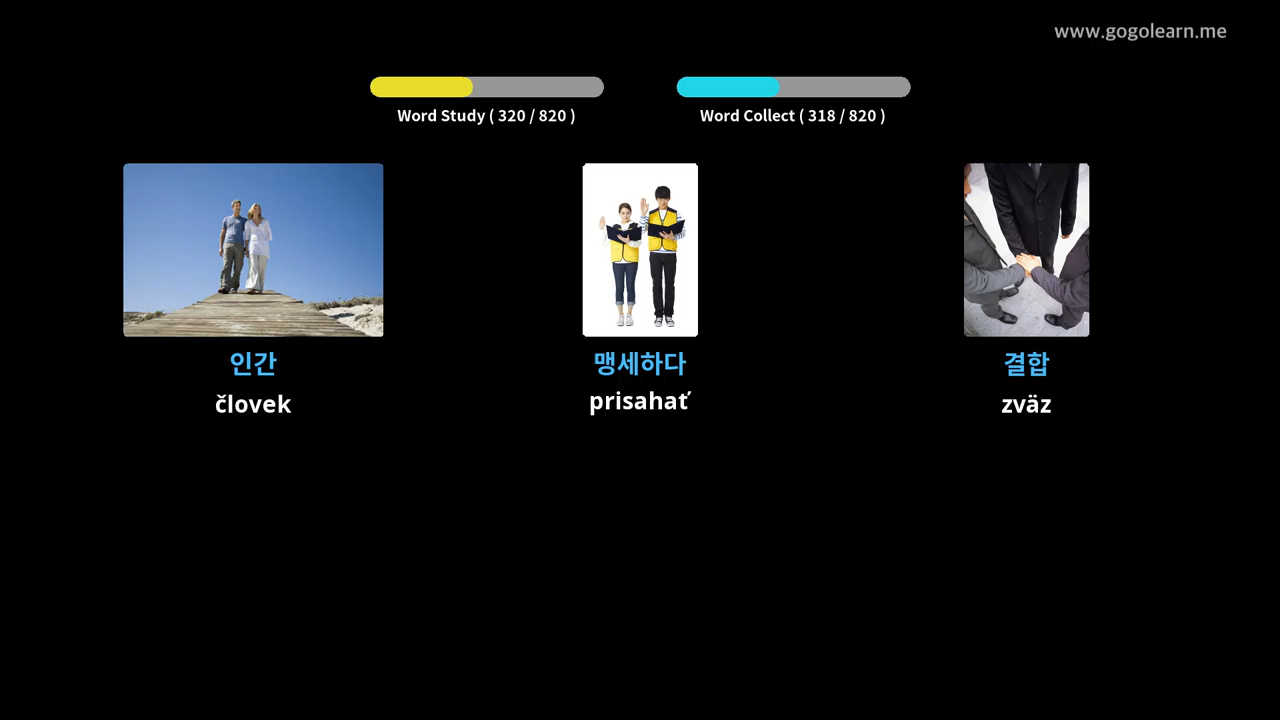 www.gogolearn.me
Word Study ( 320 / 820 )
Word Collect ( 318 / 820 )
인간
맹세하다
결합
človek
prisahať
zväz